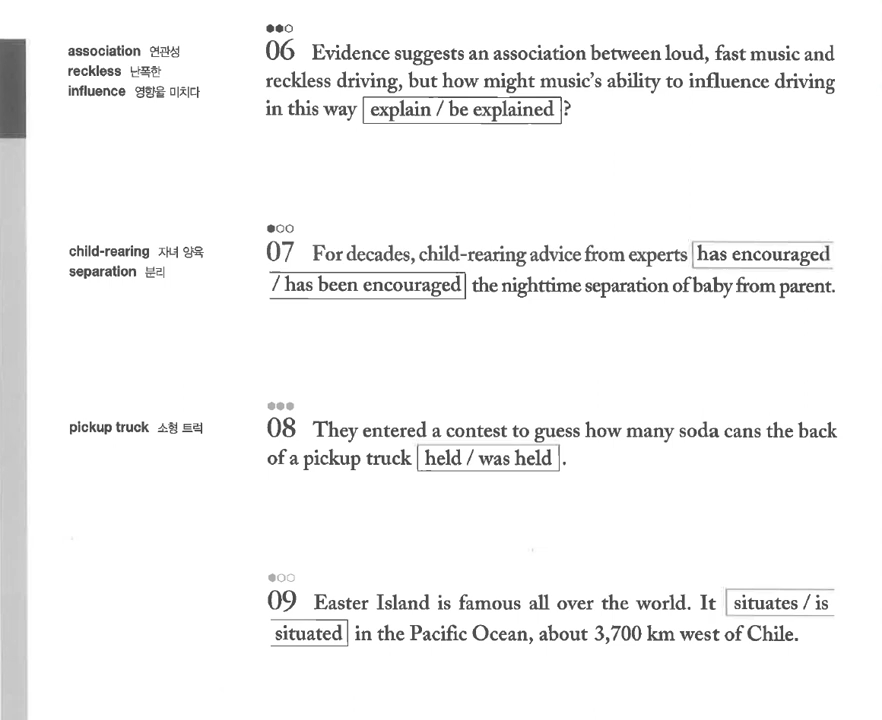 association 연관성
reckless 난폭한
influence 영향을 미치다
06 Evidence suggests an association between loud, fast music and
reckless driving, but how might music's ability to influence driving
in this way explain / be explained ?
child-rearing 자녀 양육
separation 분리
07 For decades, child-rearing advice from experts has encouraged
/ has been encouraged the nighttime separation of baby from parent.
pickup truck 소형 트럭
08 They entered a contest to guess how many soda cans the back
of a pickup truck held / was held .
09 Easter Island is famous all over the world. It situates / is
situated in the Pacific Ocean, about 3,700 km west of Chile.